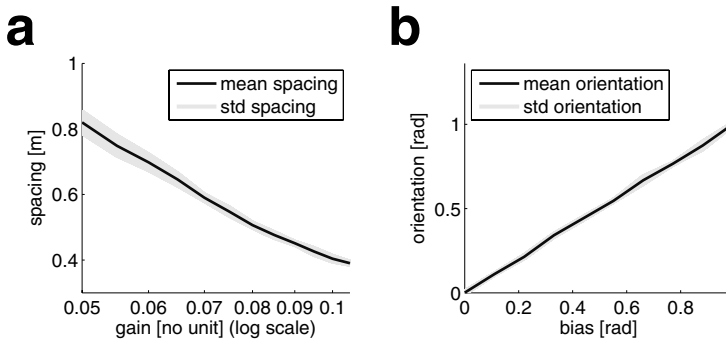 a
1
0.8
0.6
0.4
spacing [m]
mean spacing
std spacing
0.05 0.06 0.07 0.08 0.09 0.1
gain [no unit] (log scale)
b
1
0.5
0
orientation [rad]
mean orientation
std orientation
0 0.2 0.4 0.6 0.8
bias [rad]